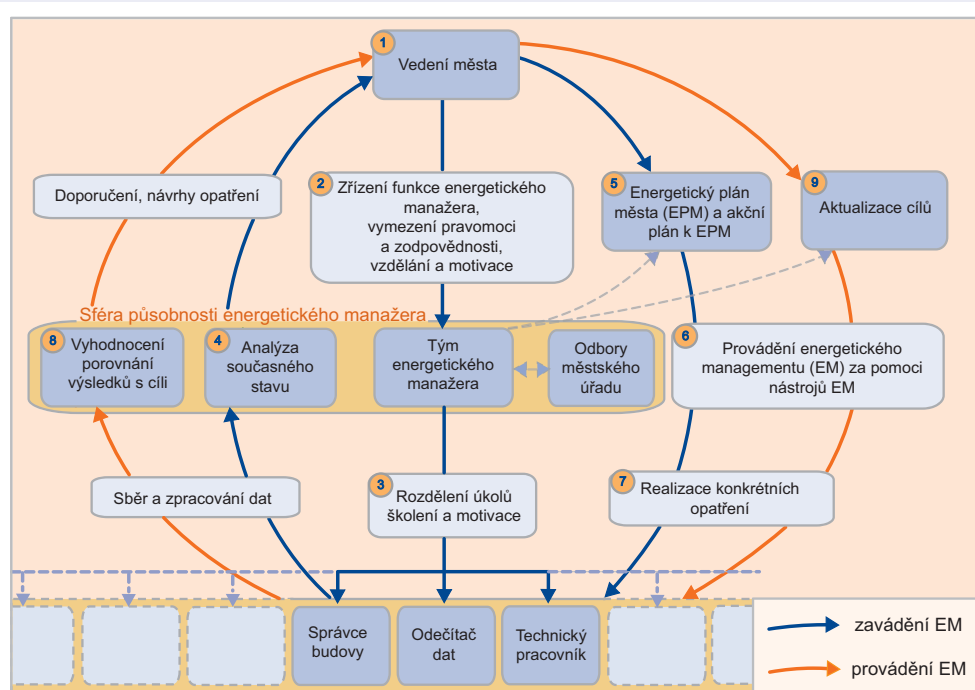 1
Vedení města
Doporučení, návrhy opatření
2
Zřízení funkce energetického
manažera,
vymezení pravomoci
a zodpovědnosti,
vzdělání a motivace
5
Energetický plán
města (EPM) a akční
plán k EPM
9
Aktualizace cílů
Sféra působnosti energetického manažera
8
Vyhodnocení
porovnání
výsledků s cíli
4
Analýza
současného
stavu
Tým
energetického
manažera
Odbory
městského
úřadu
6
Provádění energetického
managementu (EM) za pomoci
nástrojů EM
Sběr a zpracování dat
3
Rozdělení úkolů
školení a motivace
7
Realizace konkrétních
opatření
Správce
budovy
Odečítač
dat
Technický
pracovník
zavádění EM
provádění EM